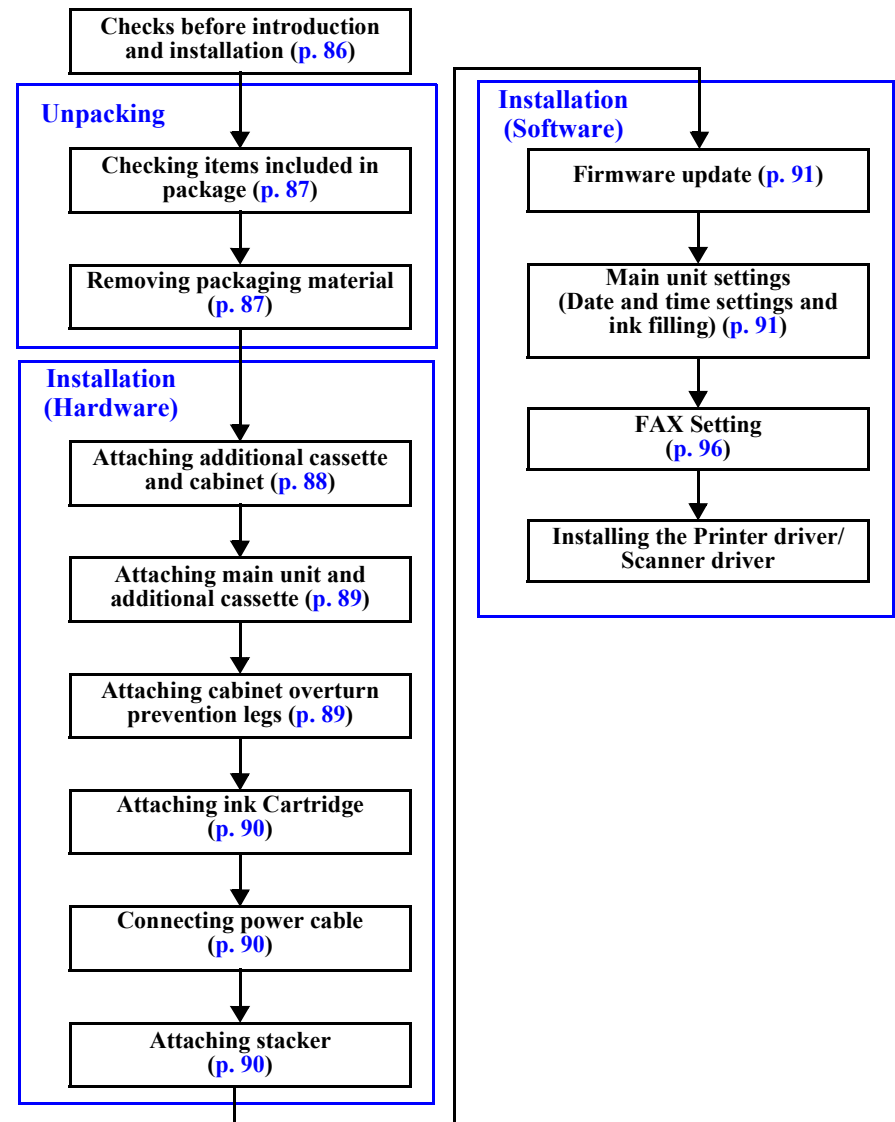 Checks before introduction
and installation (p. 86)
Unpacking
Checking items included in
package (p. 87)
Removing packaging material
(p. 87)
Installation
(Hardware)
Attaching additional cassette
and cabinet (p. 88)
Attaching main unit and
additional cassette (p. 89)
Attaching cabinet overturn
prevention legs (p. 89)
Attaching ink Cartridge
(p. 90)
Connecting power cable
(p. 90)
Attaching stacker
(p. 90)
Installation
(Software)
Firmware update (p. 91)
Main unit settings
(Date and time settings and
ink filling) (p. 91)
FAX Setting
(p. 96)
Installing the Printer driver/
Scanner driver